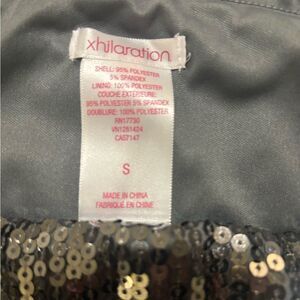 xhilaration
SHELL: 95% POLYESTER
5% SPANDEX
LINING: 100% POLYESTER
COUCHE EXTERIEURE:
95% POLYESTER 5% SPANDEX
DOUBLURE: 100% POLYESTER
RN17730
VN1261424
CA57147
S
MADE IN CHINA
FABRIQUÉ EN CHINE